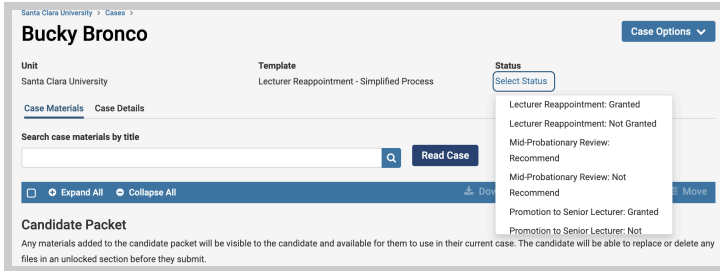 Santa Clara University > Cases >
Bucky Bronco
Case Options
Unit
Template
Status
Santa Clara University
Lecturer Reappointment - Simplified Process
Select Status
Case Materials
Case Details
Lecturer Reappointment: Granted
Lecturer Reappointment: Not Granted
Mid-Probationary Review:
Recommend
Mid-Probationary Review: Not
Recommend
Promotion to Senior Lecturer: Granted
Promotion to Senior Lecturer: Not
Search case materials by title
Read Case
Expand All
Collapse All
Move
Candidate Packet
Any materials added to the candidate packet will be visible to the candidate and available for them to use in their current case. The candidate will be able to replace or delete any
files in an unlocked section before they submit.